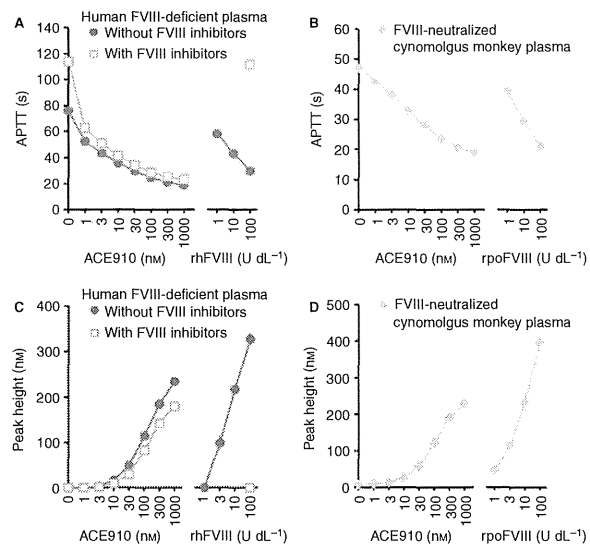 A
Human FVIII-deficient plasma
Without FVIII inhibitors
With FVIII inhibitors
APTT (s)
140
120
100
80
60
40
20
0
0 1 3 10 30 100 300 1000
1 10 100
ACE910 (nM) rhFVIII (U dL–1)
B
FVIII-neutralized
cynomolgus monkey plasma
APTT (s)
60
50
40
30
20
10
0
0 1 3 10 30 100 300 1000
1 10 100
ACE910 (nM) rpoFVIII (U dL–1)
C
Human FVIII-deficient plasma
Without FVIII inhibitors
With FVIII inhibitors
Peak height (nM)
400
300
200
100
0
0 1 3 10 30 100 300 1000
1 3 10 100
ACE910 (nM) rhFVIII (U dL–1)
D
FVIII-neutralized
cynomolgus monkey plasma
Peak height (nM)
500
400
300
200
100
0
0 1 3 10 30 100 300 1000
1 3 10 100
ACE910 (nM) rpoFVIII (U dL–1)